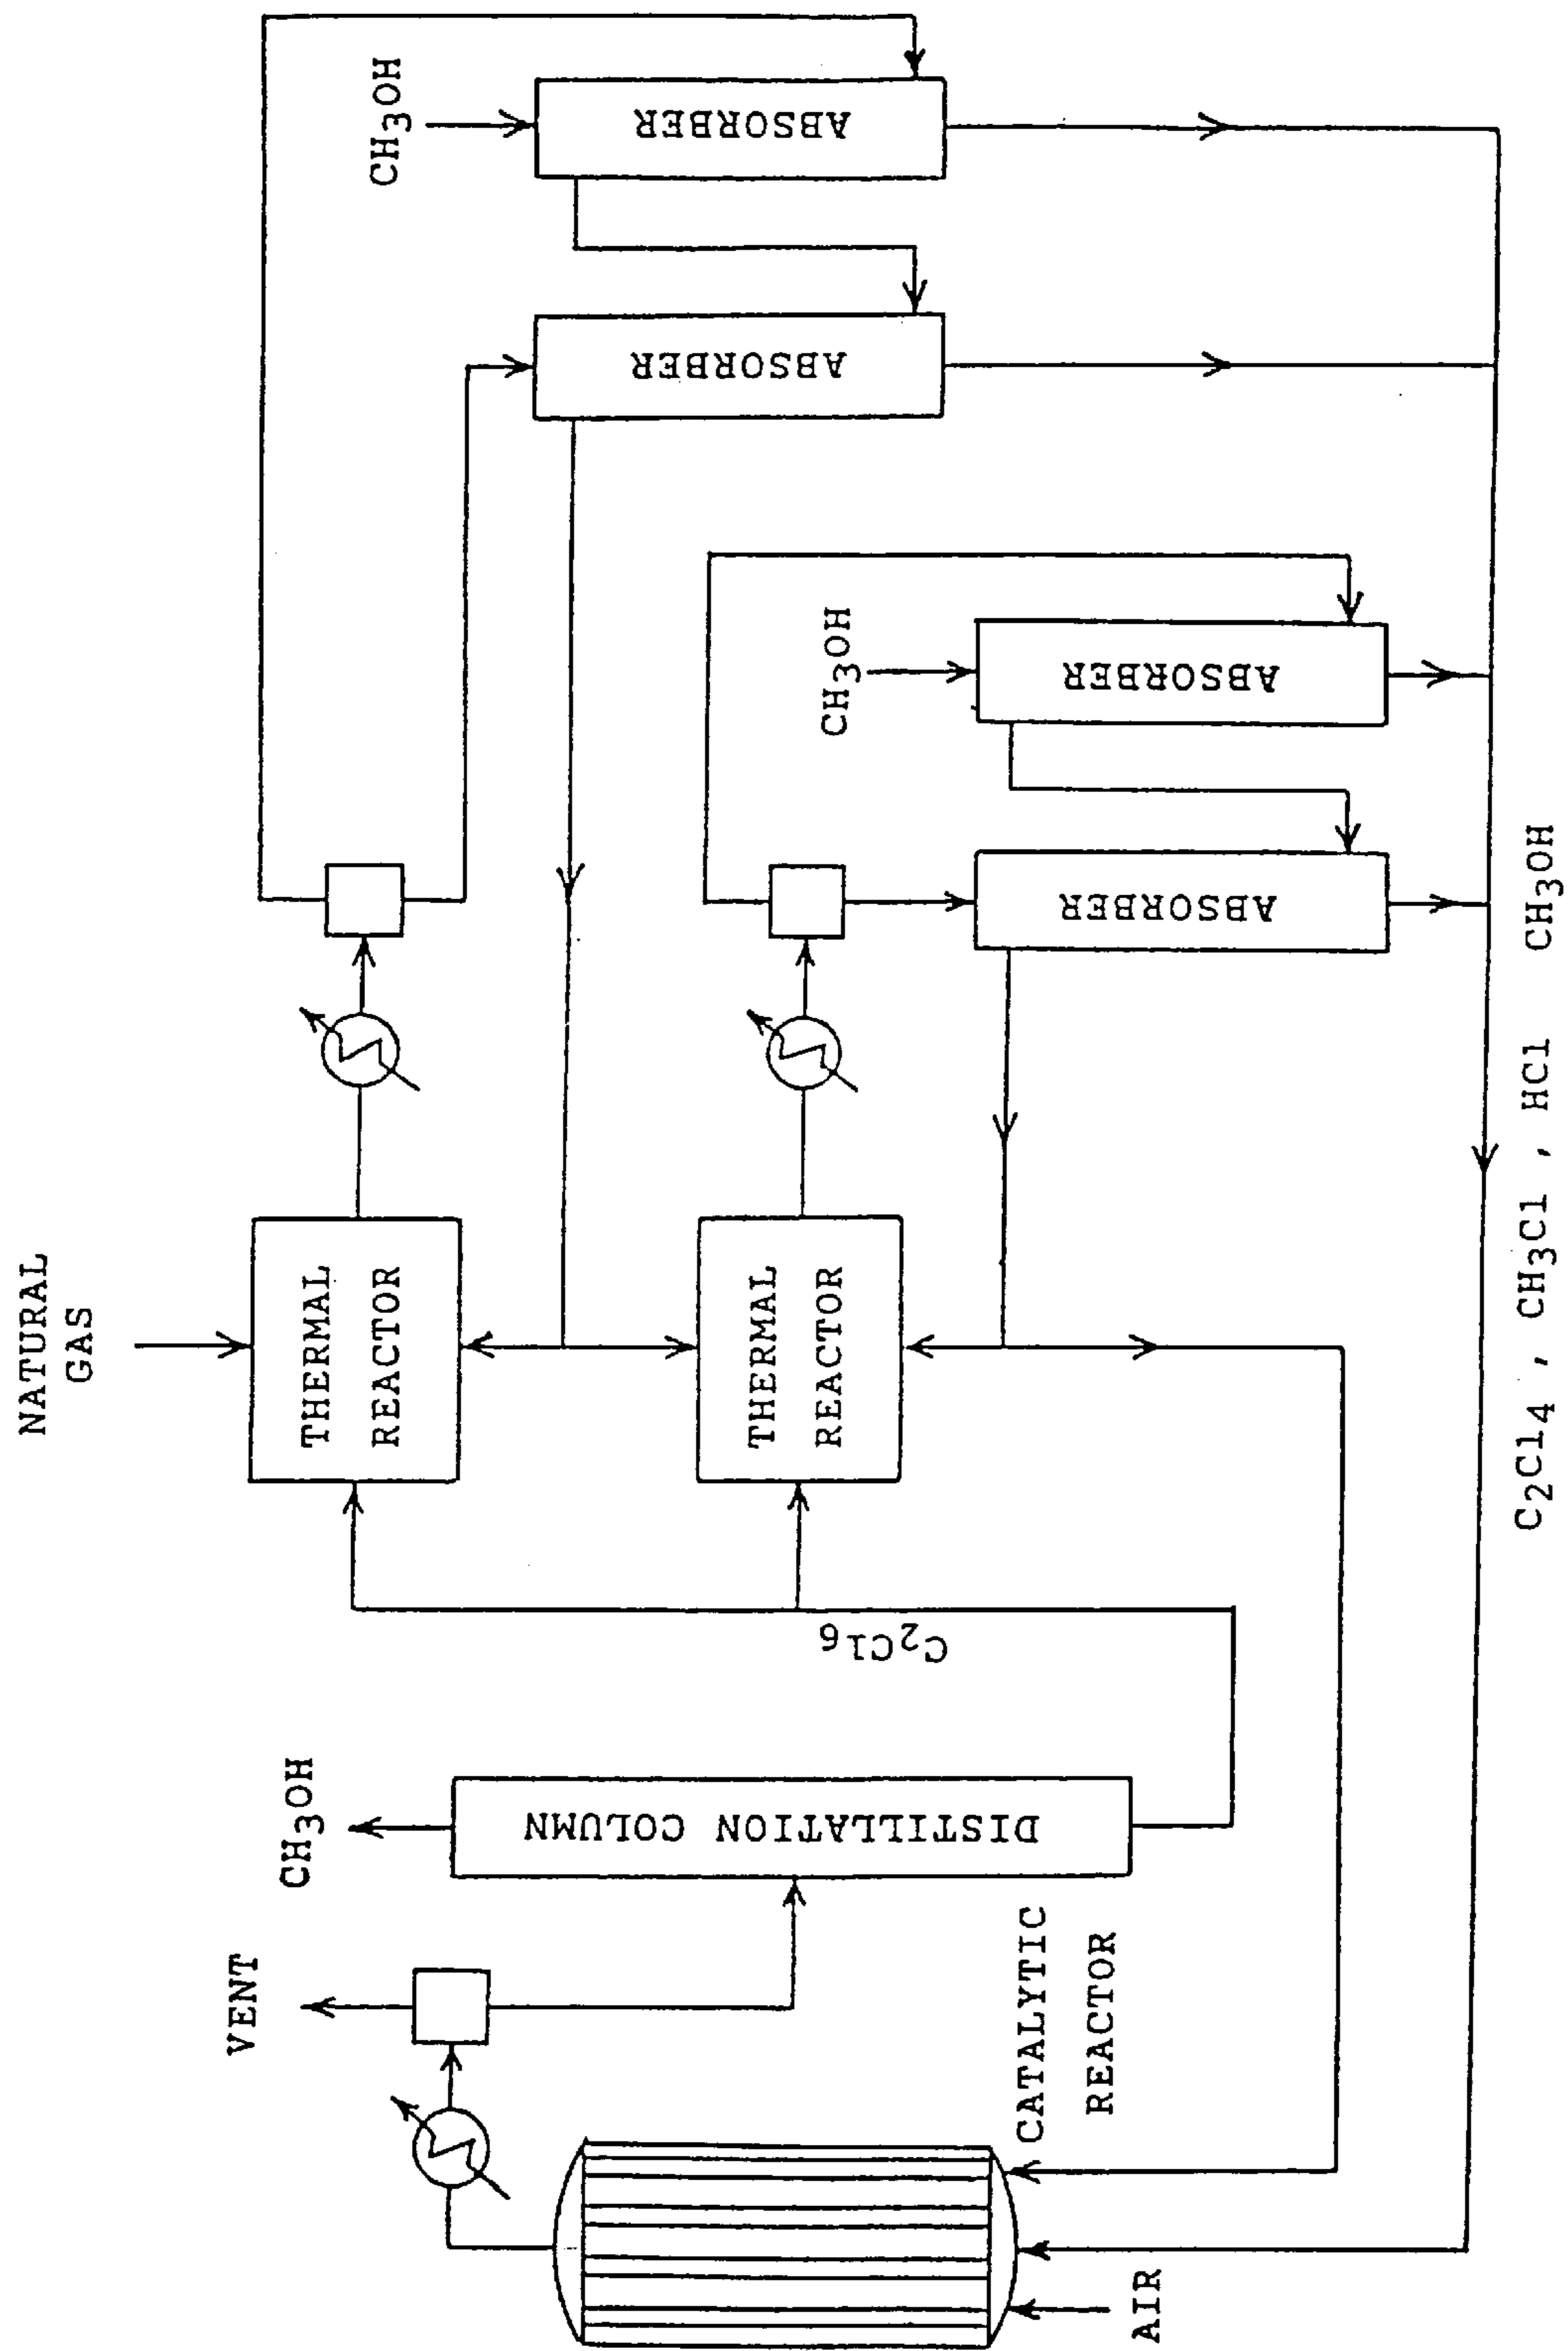 NATURAL
GAS
CH₃OH
ABSORBER
ABSORBER
THERMAL
REACTOR
CH₃OH
ABSORBER
ABSORBER
THERMAL
REACTOR
C₂Cl₆
CH₃OH
DISTILLATION COLUMN
VENT
CATALYTIC
REACTOR
AIR
C₂Cl₄ , CH₃Cl , HCl CH₃OH